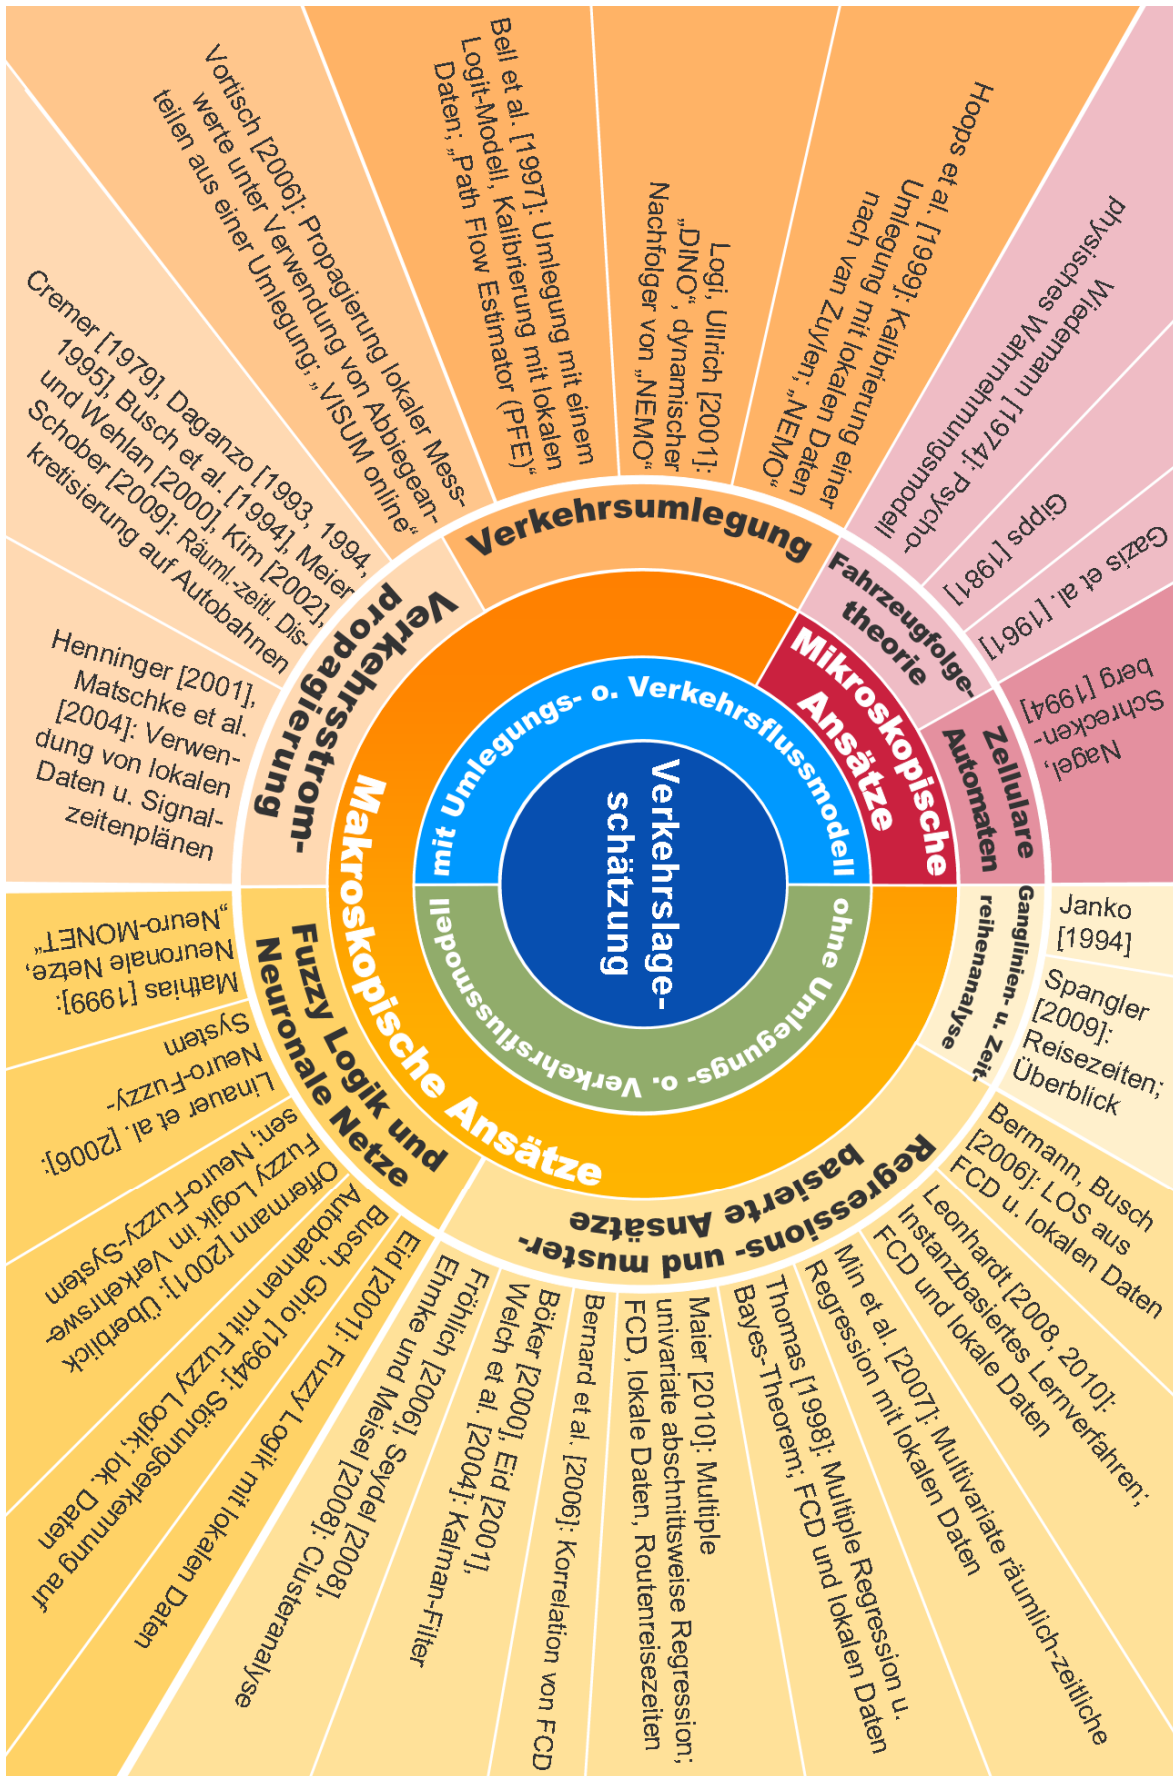 Verkehrslage-
schätzung
mit Umlegungs- o. Verkehrsflussmodell
ohne Umlegungs- o. Verkehrsflussmodell
Mikroskopische
Ansätze
Makroskopische Ansätze
Verkehrsumlegung
Fahrzeugfolge-
theorie
Zellulare
Automaten
Ganglinien- u. Zeit-
reihenanalyse
Regressions- und muster-
basierte Ansätze
Fuzzy Logik und
Neuronale Netze
Verkehrsstrom-
propagierung
Vortisch [2006]: Propagierung lokaler Mess-
werte unter Verwendung von Abbiegean-
teilen aus einer Umlegung; „VISUM online“
Bell et al. [1997]: Umlegung mit einem
Logit-Modell, Kalibrierung mit lokalen
Daten; „Path Flow Estimator (PFE)“
Logi, Ullrich [2001]:
„DINO“, dynamischer
Nachfolger von „NEMO“
Hoops et al. [1999]: Kalibrierung einer
Umlegung mit lokalen Daten
nach van Zuylen; „NEMO“
Wiedemann [1974]: Psycho-
physisches Wahrnehmungsmodell
Gipps [1981]
Gazis et al. [1961]
Nagel,
Schrecken-
berg [1994]
Janko
[1994]
Spangler
[2009]:
Reisezeiten;
Überblick
Bermann, Busch
[2006]: LOS aus
FCD u. lokalen Daten
Leonhardt [2008, 2010]:
Instanzbasiertes Lernverfahren;
FCD und lokale Daten
Min et al. [2007]: Multivariate räumlich-zeitliche
Regression mit lokalen Daten
Thomas [1998]: Multiple Regression u.
Bayes-Theorem; FCD und lokalen Daten
Maier [2010]: Multiple
univariate abschnittsweise Regression;
FCD, lokale Daten, Routenreisezeiten
Bernard et al. [2006]: Korrelation von FCD
Böker [2000], Eid [2001],
Welch et al. [2004]: Kalman-Filter
Fröhlich [2006], Seydel [2008],
Ehmke und Meisel [2008]: Clusteranalyse
Eid [2001]: Fuzzy Logik mit lokalen Daten
Busch, Ghio [1994]: Störungserkennung auf
Autobahnen mit Fuzzy Logik; lok. Daten
Offermann [2001]: Überblick
Fuzzy Logik im Verkehrswe-
sen; Neuro-Fuzzy-System
Linauer et al. [2006]:
Neuro-Fuzzy-
System
Mathias [1999]:
Neuronale Netze,
„Neuro-MONET“
Henninger [2001],
Matschke et al.
[2004]: Verwen-
dung von lokalen
Daten u. Signal-
zeitenplänen
Cremer [1979], Daganzo [1993, 1994,
1995], Busch et al. [1994], Meier
und Wehlan [2000], Kim [2002],
Schober [2009]: Räuml.-zeitl. Dis-
kretisierung auf Autobahnen